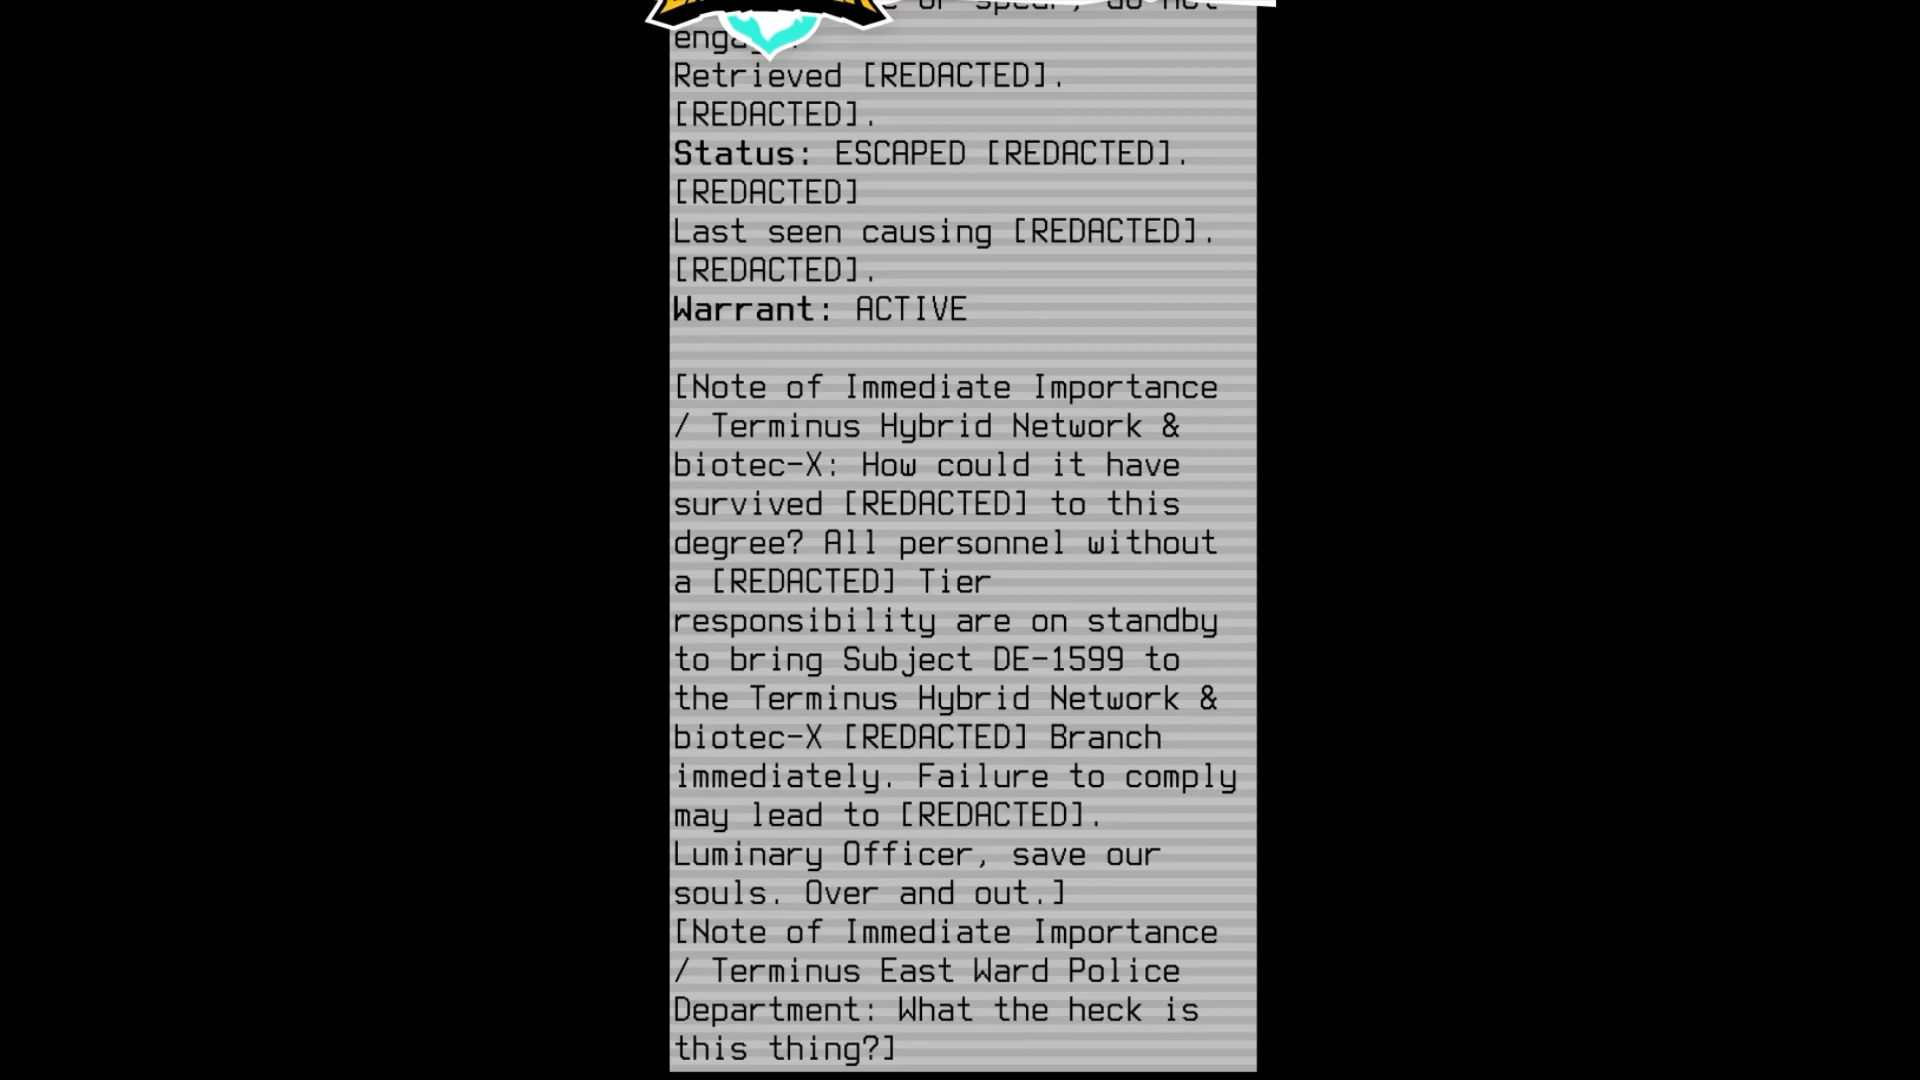 or spear, do not
Retrieved [REDACTED].
[REDACTED].
Status: ESCAPED [REDACTED].
[REDACTED]
Last seen causing [REDACTED].
[REDACTED].
Warrant: ACTIVE
[Note of Immediate Importance
/ Terminus Hybrid Network &
biotec-X: How could it have
survived [REDACTED] to this
degree? All personnel without
a [REDACTED] Tier
responsibility are on standby
to bring Subject DE-1599 to
the Terminus Hybrid Network &
biotec-X [REDACTED] Branch
immediately. Failure to comply
may lead to [REDACTED].
Luminary Officer, save our
souls. Over and out.]
[Note of Immediate Importance
/ Terminus East Ward Police
Department: What the heck is
this thing?]